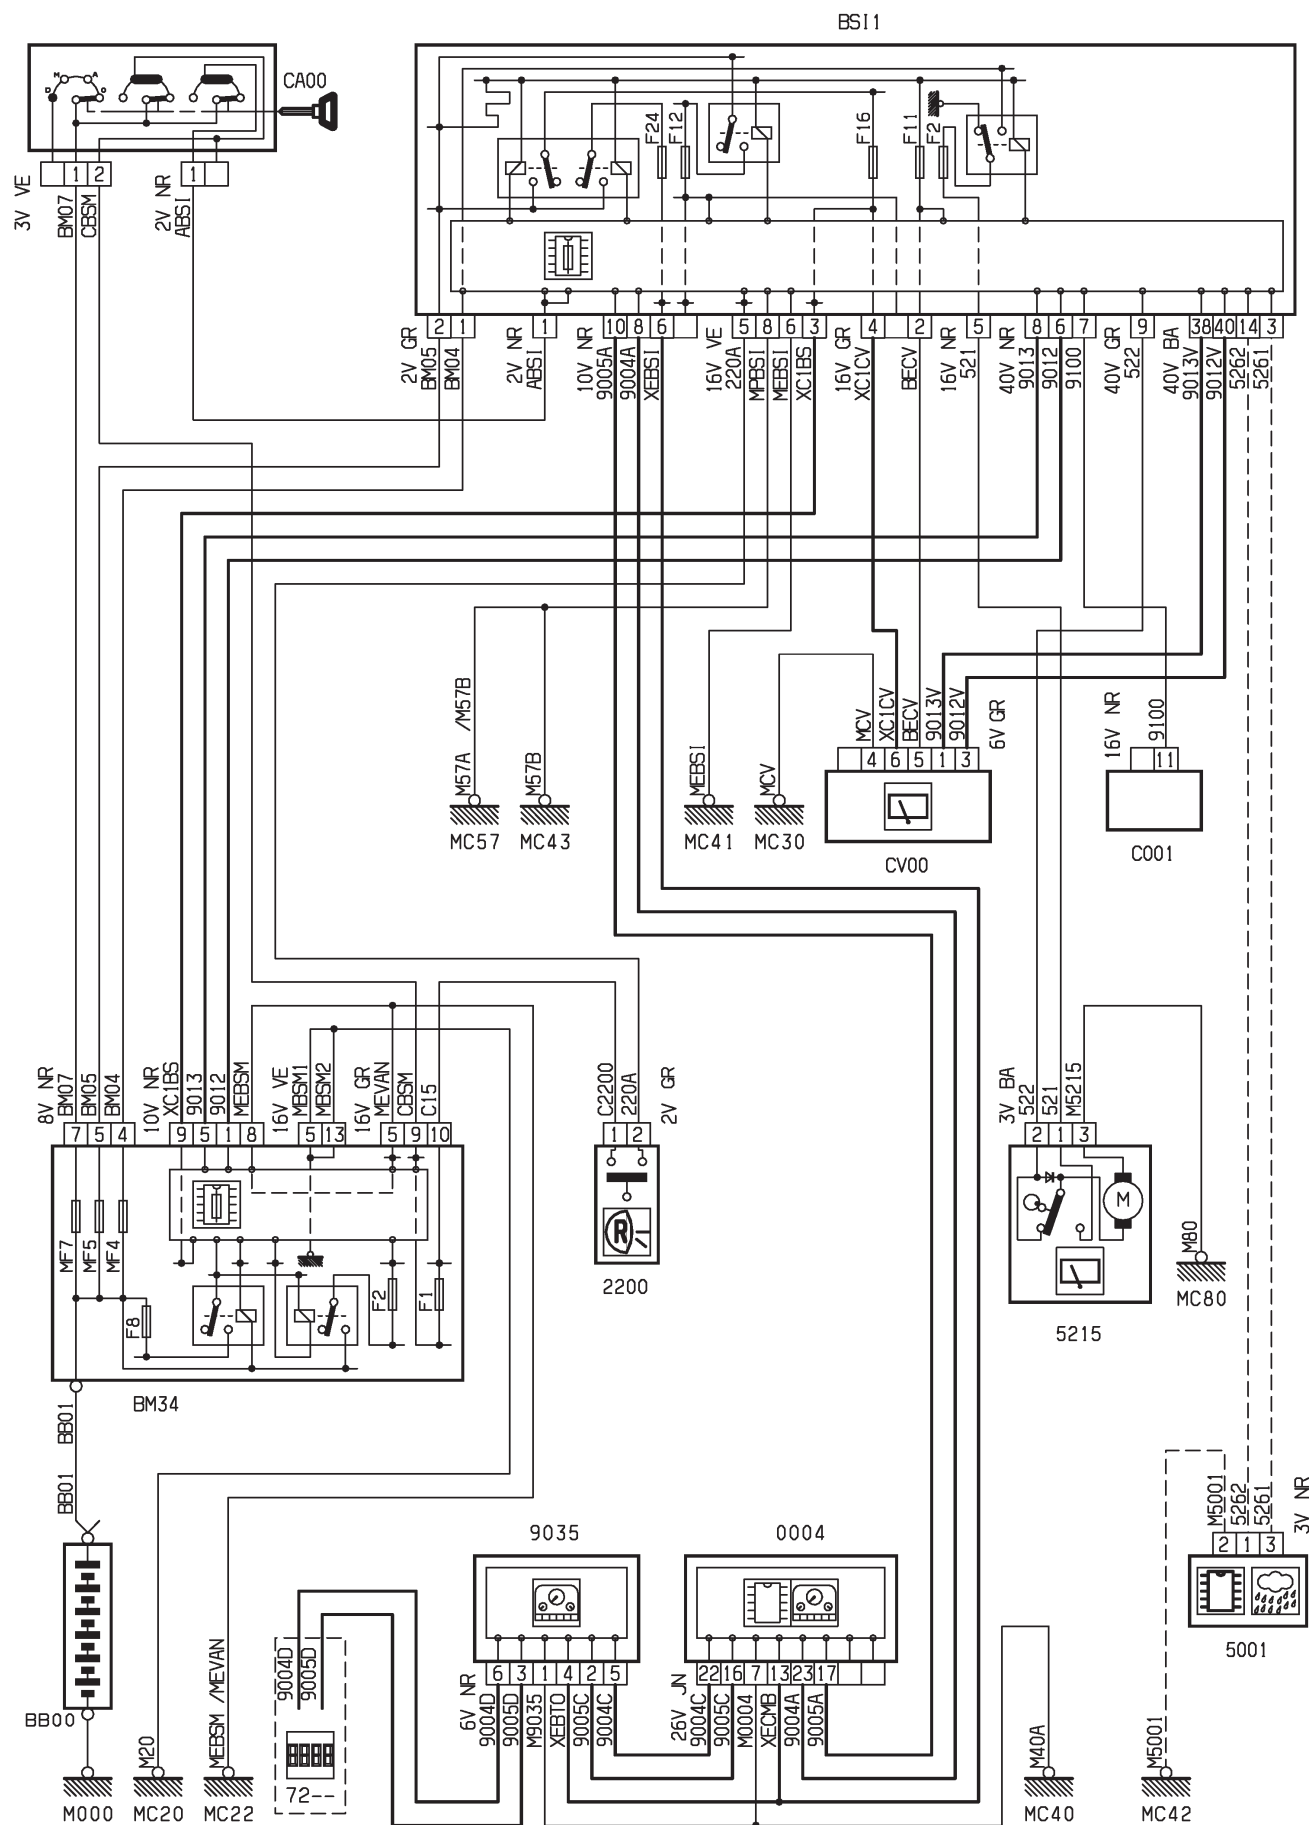 BSI1
CA00
M
A
D
O
1
2
1
3V VE
BM07
CBSM
2V NR
ABSI
F24
F12
F16
F11
F2
2
1
1
10
8
6
5
8
6
3
4
2
5
8
6
7
9
38
40
14
3
2V GR
BM05
BM04
2V NR
ABSI
10V NR
9005A
9004A
XEBSI
16V VE
220A
MPBSI
MEBSI
XC1BS
16V GR
XC1CV
BECV
16V NR
521
40V NR
9013
9012
9100
40V GR
522
40V BA
9013V
9012V
5262
5261
M57A /M57B
M57B
MEBSI
MCV
MC57
MC43
MC41
MC30
MCV
XC1CV
BECV
9013V
9012V
6V GR
4
6
5
1
3
CV00
16V NR
9100
11
C001
8V NR
BM07
BM05
BM04
10V NR
XC1BS
9013
9012
MEBSM
16V VE
MBSM1
MBSM2
16V GR
MEVAN
CBSM
C15
7
5
4
9
5
1
8
5
13
5
9
10
MF7
MF5
MF4
F8
F2
F1
BM34
C2200
220A
2V GR
1
2
R
2200
3V BA
522
521
M5215
2
1
3
M
5215
M80
MC80
BB01
BB01
BB00
M000
M20
MC20
MEBSM /MEVAN
MC22
9004D
9005D
72--
9035
6
3
1
4
2
5
6V NR
9004D
9005D
M9035
XEBTO
9005C
9004C
0004
22
16
7
13
23
17
26V JN
9004C
9005C
M0004
XECMB
9004A
9005A
M40A
MC40
M5001
MC42
M5001
5262
5261
3V NR
2
1
3
5001